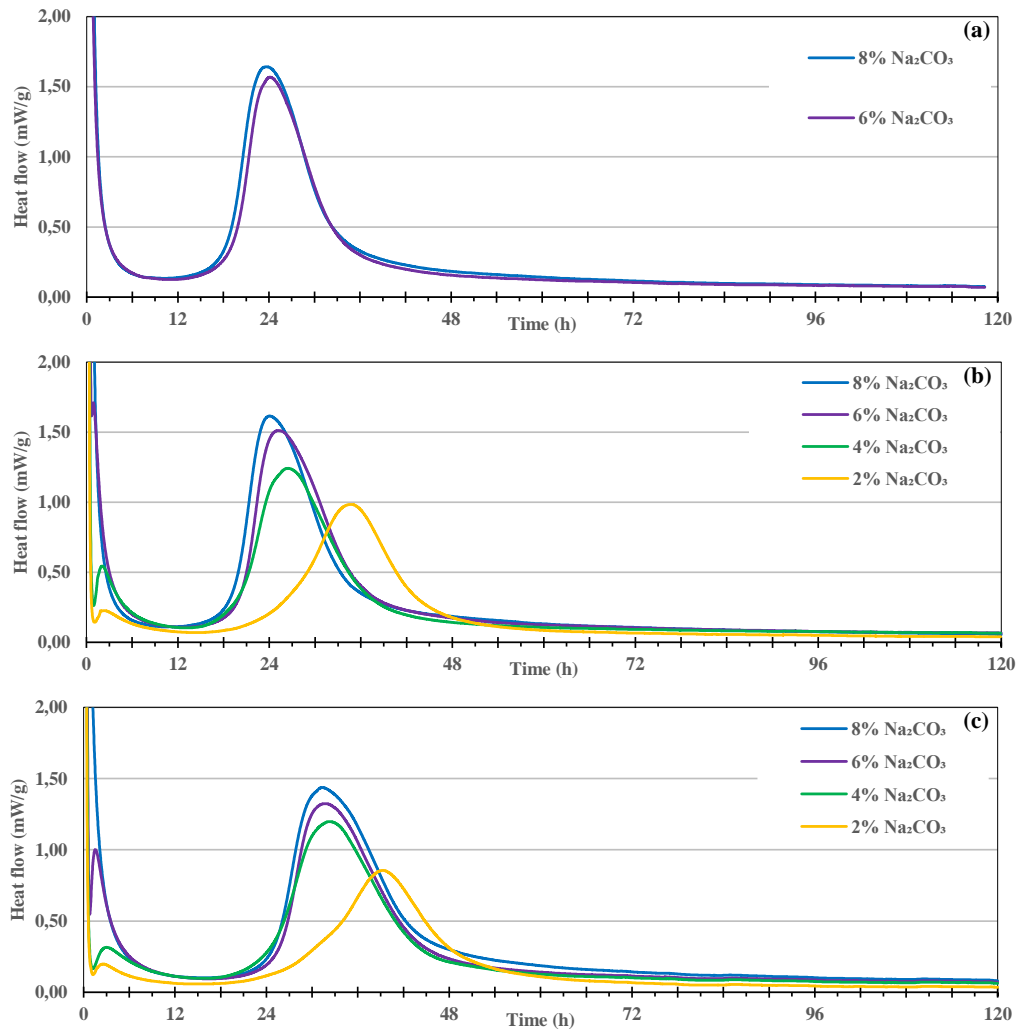 (a)
2,00
1,50
1,00
0,50
0,00
Heat flow (mW/g)
8% Na₂CO₃
6% Na₂CO₃
0 12 24 48 72 96 120
Time (h)
(b)
2,00
1,50
1,00
0,50
0,00
Heat flow (mW/g)
8% Na₂CO₃
6% Na₂CO₃
4% Na₂CO₃
2% Na₂CO₃
0 12 24 48 72 96 120
Time (h)
(c)
2,00
1,50
1,00
0,50
0,00
Heat flow (mW/g)
8% Na₂CO₃
6% Na₂CO₃
4% Na₂CO₃
2% Na₂CO₃
0 12 24 48 72 96 120
Time (h)